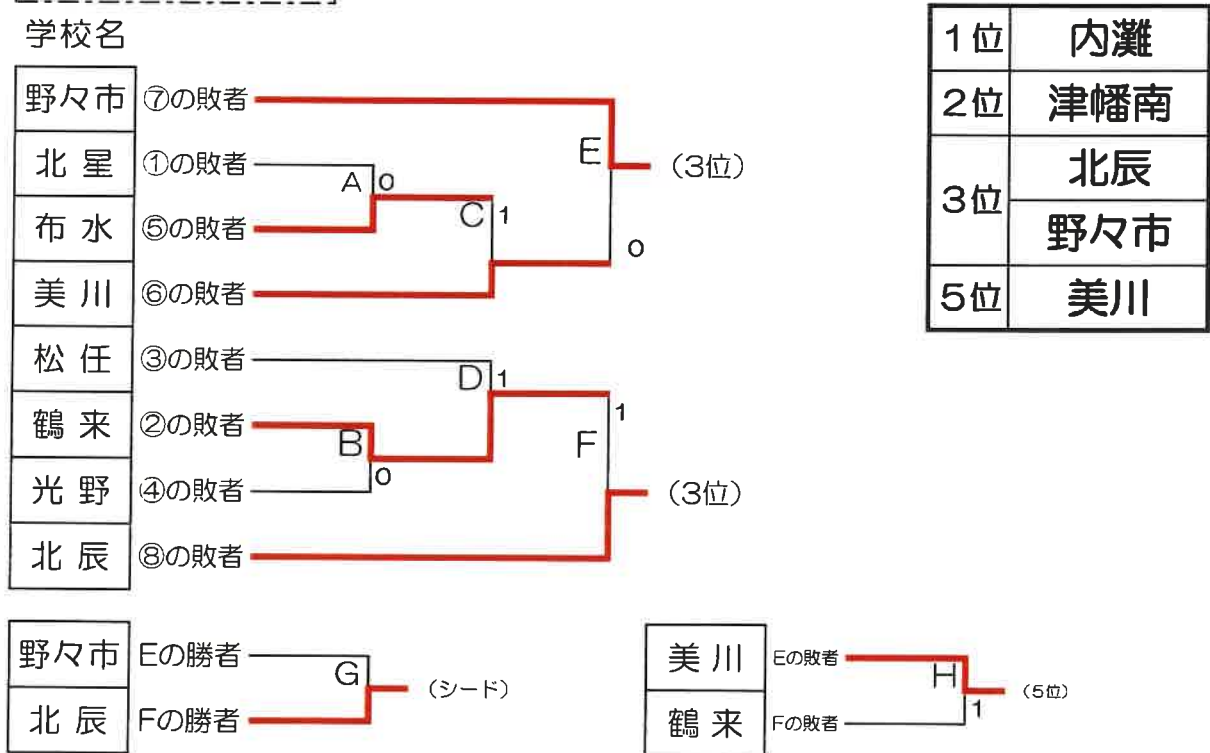 学校名
野々市 ⑦の敗者
北星 ①の敗者
布水 ⑤の敗者
美川 ⑥の敗者
松任 ③の敗者
鶴来 ②の敗者
光野 ④の敗者
北辰 ⑧の敗者
A 0
C 1
E (3位)
0
D 1
B 0
F 1
(3位)
1位 内灘
2位 津幡南
3位 北辰
野々市
5位 美川
野々市 Eの勝者
北辰 Fの勝者
G (シード)
美川 Eの敗者
鶴来 Fの敗者
H 1 (5位)